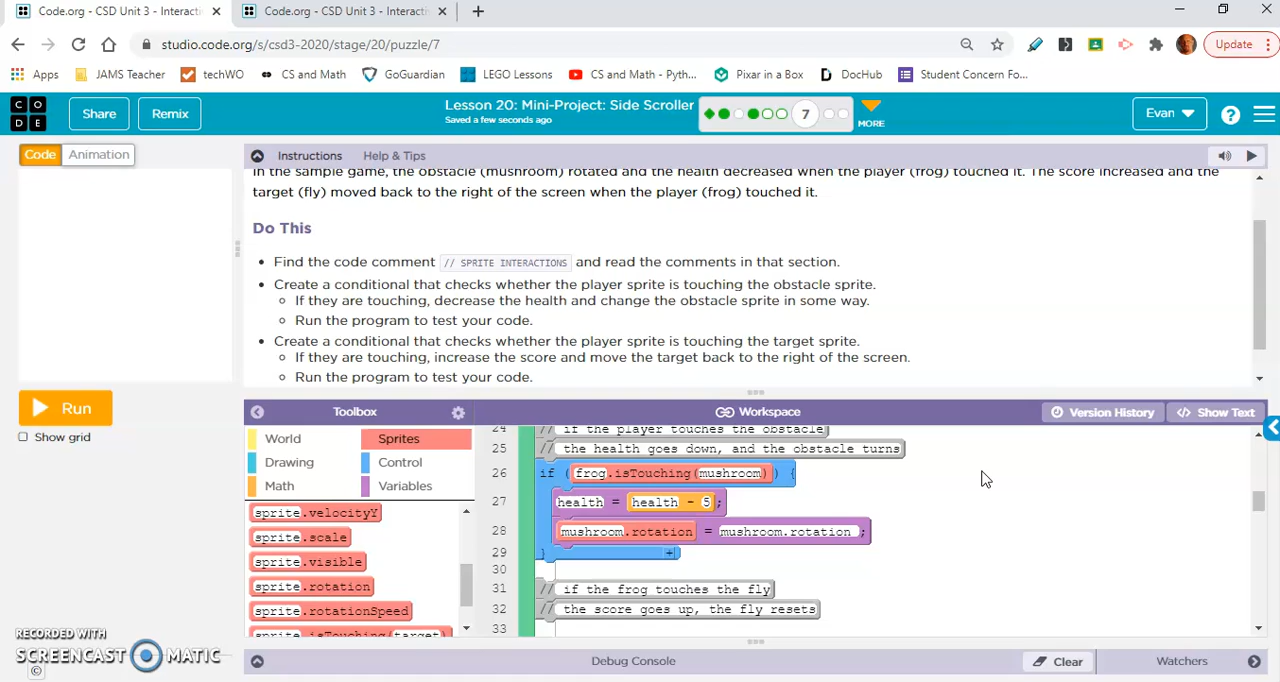 Code.org - CSD Unit 3 - Interacti
Code.org - CSD Unit 3 - Interacti
studio.code.org/s/csd3-2020/stage/20/puzzle/7
Update
Apps JAMS Teacher techWO CS and Math GoGuardian LEGO Lessons CS and Math - Pyth... Pixar in a Box DocHub Student Concern Fo...
C O
D E
Share
Remix
Lesson 20: Mini-Project: Side Scroller
Saved a few seconds ago
7
MORE
Evan
?
Code Animation
Instructions Help & Tips
In the sample game, the obstacle (mushroom) rotated and the health decreased when the player (frog) touched it. The score increased and the
target (fly) moved back to the right of the screen when the player (frog) touched it.
Do This
Find the code comment // SPRITE INTERACTIONS and read the comments in that section.
Create a conditional that checks whether the player sprite is touching the obstacle sprite.
If they are touching, decrease the health and change the obstacle sprite in some way.
Run the program to test your code.
Create a conditional that checks whether the player sprite is touching the target sprite.
If they are touching, increase the score and move the target back to the right of the screen.
Run the program to test your code.
Run
Show grid
Toolbox
Workspace
Version History
</> Show Text
World Sprites
Drawing Control
Math Variables
sprite.velocityY
sprite.scale
sprite.visible
sprite.rotation
sprite.rotationSpeed
sprite.isTouching(target)
24 // if the player touches the obstacle
25 // the health goes down, and the obstacle turns
26 if (frog.isTouching(mushroom)) {
27 health = health - 5;
28 mushroom.rotation = mushroom.rotation ;
29 } +
30
31 // if the frog touches the fly
32 // the score goes up, the fly resets
33
Debug Console
Clear
Watchers
RECORDED WITH
SCREENCAST MATIC
©